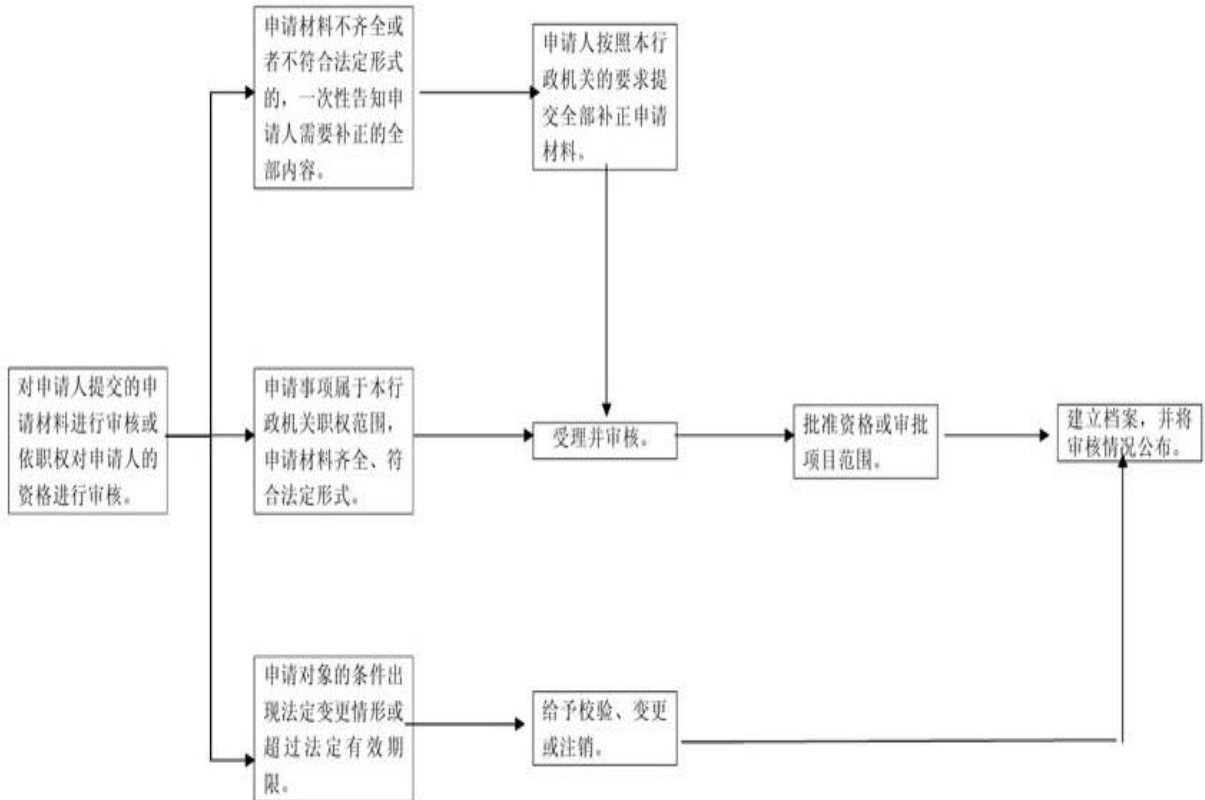 申请材料不齐全或
者不符合法定形式
的，一次性告知申
请人需要补正的全
部内容。
申请人按照本行
政机关的要求提
交全部补正申请
材料。
对申请人提交的申
请材料进行审核或
依职权对申请人的
资格进行审核。
申请事项属于本行
政机关职权范围，
申请材料齐全、符
合法定形式。
受理并审核。
批准资格或审批
项目范围。
建立档案，并将
审核情况公布。
申请对象的条件出
现法定变更情形或
超过法定有效期
限。
给予校验、变更
或注销。